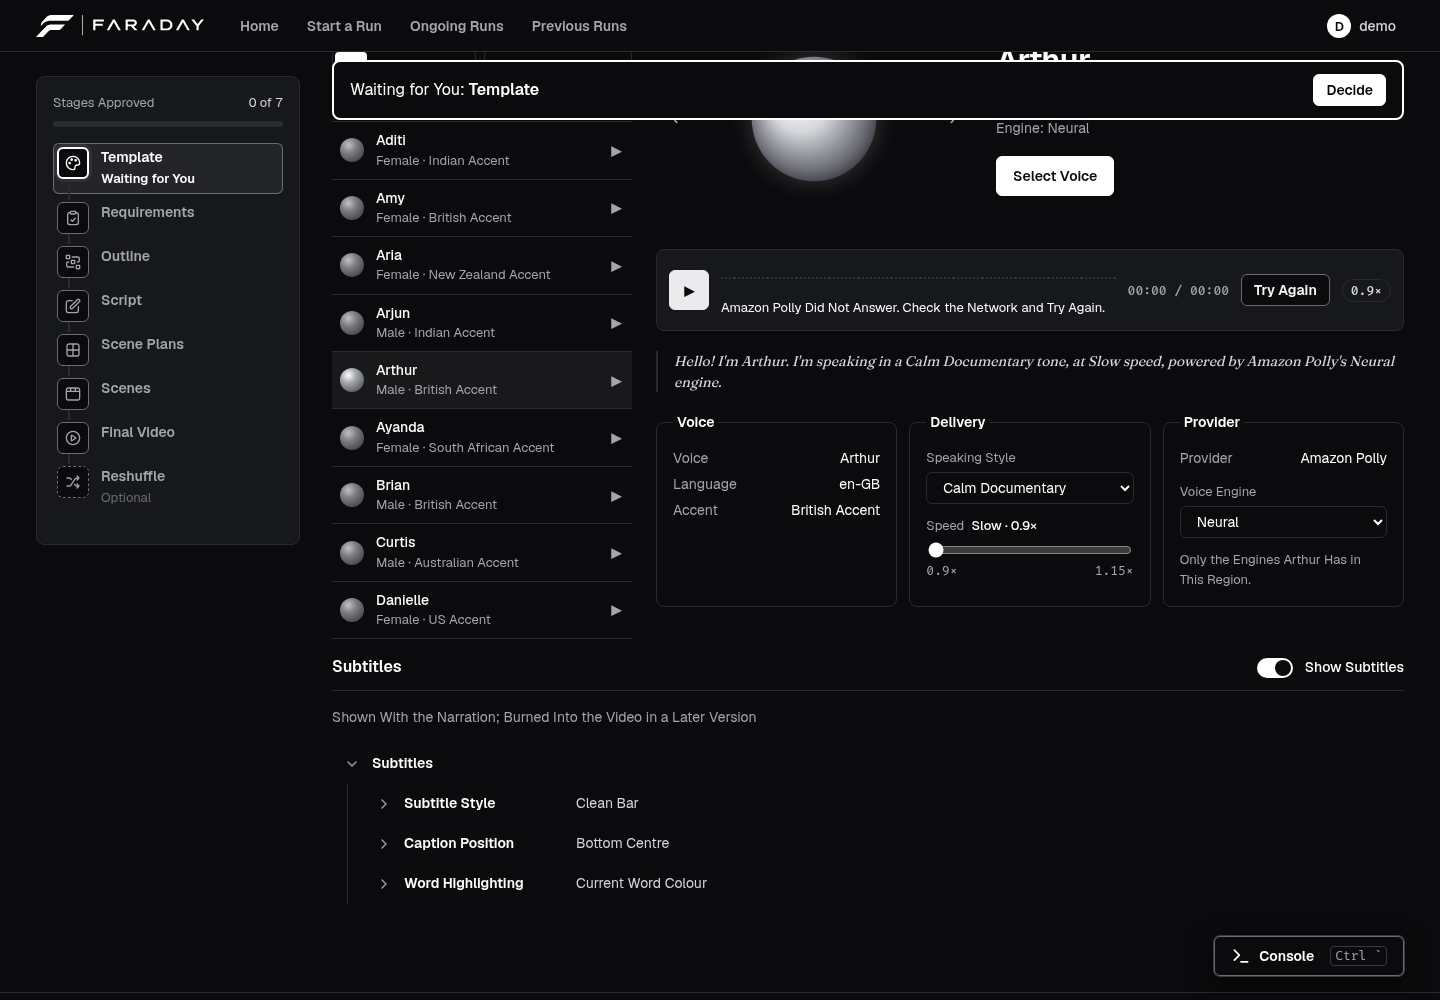 FARADAY
Home
Start a Run
Ongoing Runs
Previous Runs
D
demo
Stages Approved
0 of 7
Template
Waiting for You
Requirements
Outline
Script
Scene Plans
Scenes
Final Video
Reshuffle
Optional
Arthur
Waiting for You: Template
Decide
Engine: Neural
Select Voice
Aditi
Female · Indian Accent
Amy
Female · British Accent
Aria
Female · New Zealand Accent
Arjun
Male · Indian Accent
Arthur
Male · British Accent
Ayanda
Female · South African Accent
Brian
Male · British Accent
Curtis
Male · Australian Accent
Danielle
Female · US Accent
00:00 / 00:00
Try Again
0.9×
Amazon Polly Did Not Answer. Check the Network and Try Again.
Hello! I'm Arthur. I'm speaking in a Calm Documentary tone, at Slow speed, powered by Amazon Polly's Neural
engine.
Voice
Voice
Arthur
Language
en-GB
Accent
British Accent
Delivery
Speaking Style
Calm Documentary
Speed Slow · 0.9×
0.9×
1.15×
Provider
Provider
Amazon Polly
Voice Engine
Neural
Only the Engines Arthur Has in
This Region.
Subtitles
Show Subtitles
Shown With the Narration; Burned Into the Video in a Later Version
Subtitles
Subtitle Style
Clean Bar
Caption Position
Bottom Centre
Word Highlighting
Current Word Colour
Console
Ctrl `